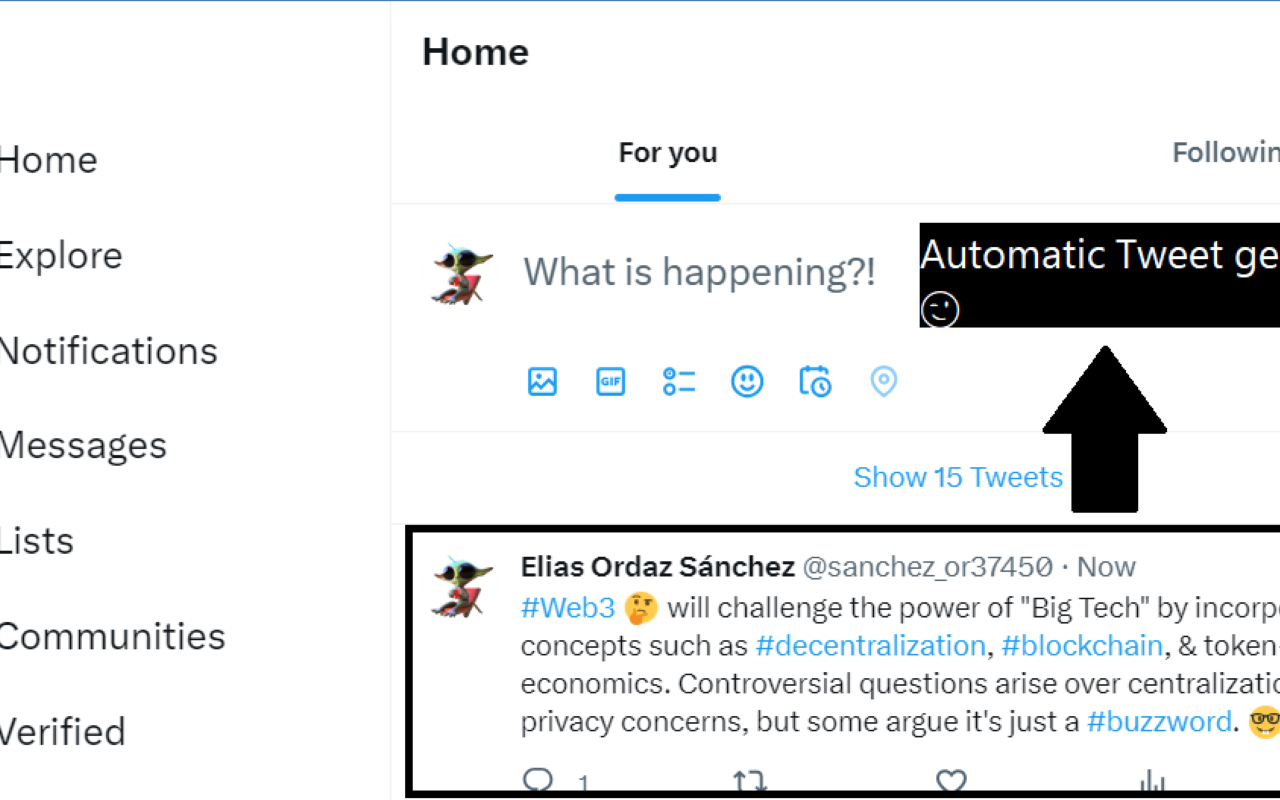 Home
Home
Explore
Notifications
Messages
Lists
Communities
Verified
For you
Followin
What is happening?!
Automatic Tweet ge
GIF
Show 15 Tweets
Elias Ordaz Sánchez @sanchez_or37450 · Now
#Web3 🤔 will challenge the power of "Big Tech" by incorp
concepts such as #decentralization, #blockchain, & token-
economics. Controversial questions arise over centralizatio
privacy concerns, but some argue it's just a #buzzword. 🤓
1